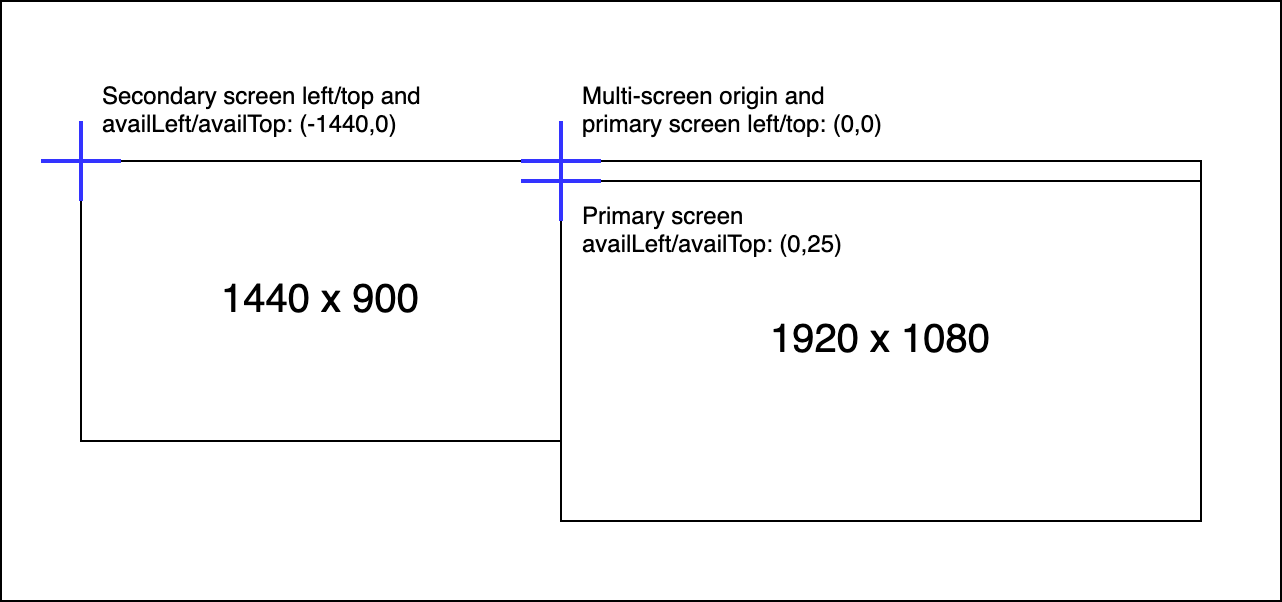 Secondary screen left/top and
availLeft/availTop: (-1440,0)
Multi-screen origin and
primary screen left/top: (0,0)
Primary screen
availLeft/availTop: (0,25)
1440 x 900
1920 x 1080